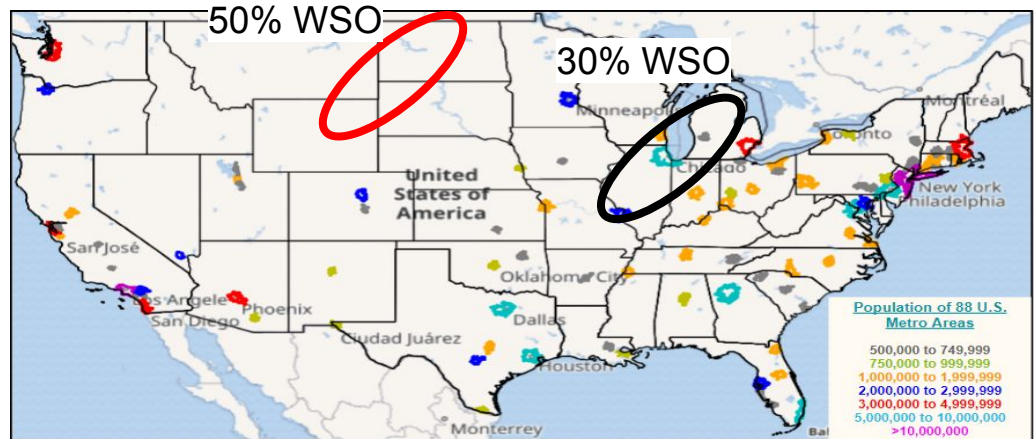 50% WSO
30% WSO
Minneapolis
Montréal
Toronto
Chicago
United
States of
America
New York
Philadelphia
San José
Oklahoma City
Los Angele
Phoenix
San Diego
Dallas
Ciudad Juárez
Houston
Monterrey
Population of 88 U.S.
Metro Areas
500,000 to 749,999
750,000 to 999,999
1,000,000 to 1,999,999
2,000,000 to 2,999,999
3,000,000 to 4,999,999
5,000,000 to 10,000,000
>10,000,000